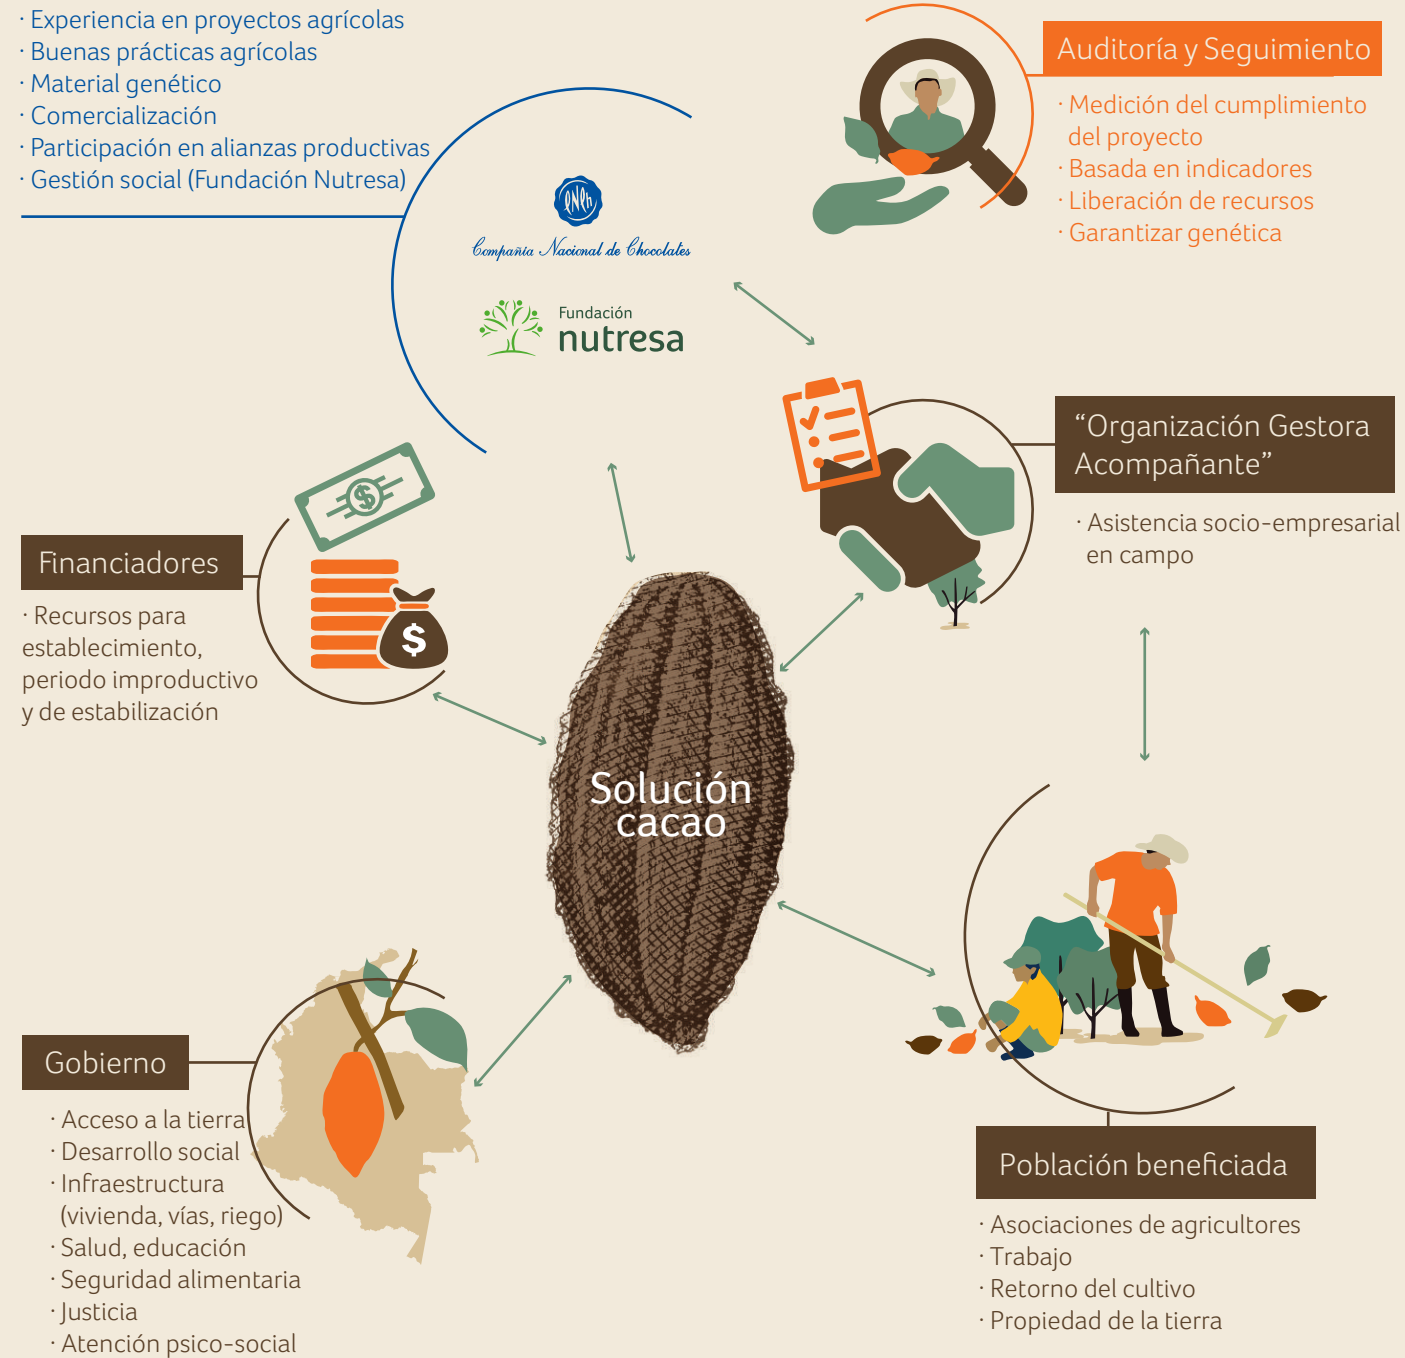 · Experiencia en proyectos agrícolas
· Buenas prácticas agrícolas
· Material genético
· Comercialización
· Participación en alianzas productivas
· Gestión social (Fundación Nutresa)
Compañía Nacional de Chocolates
Fundación
nutresa
Auditoría y Seguimiento
· Medición del cumplimiento
del proyecto
· Basada en indicadores
· Liberación de recursos
· Garantizar genética
“Organización Gestora
Acompañante”
· Asistencia socio-empresarial
en campo
Financiadores
· Recursos para
establecimiento,
periodo improductivo
y de estabilización
$
$
Solución
cacao
Gobierno
· Acceso a la tierra
· Desarrollo social
· Infraestructura
(vivienda, vías, riego)
· Salud, educación
· Seguridad alimentaria
· Justicia
· Atención psico-social
Población beneficiada
· Asociaciones de agricultores
· Trabajo
· Retorno del cultivo
· Propiedad de la tierra